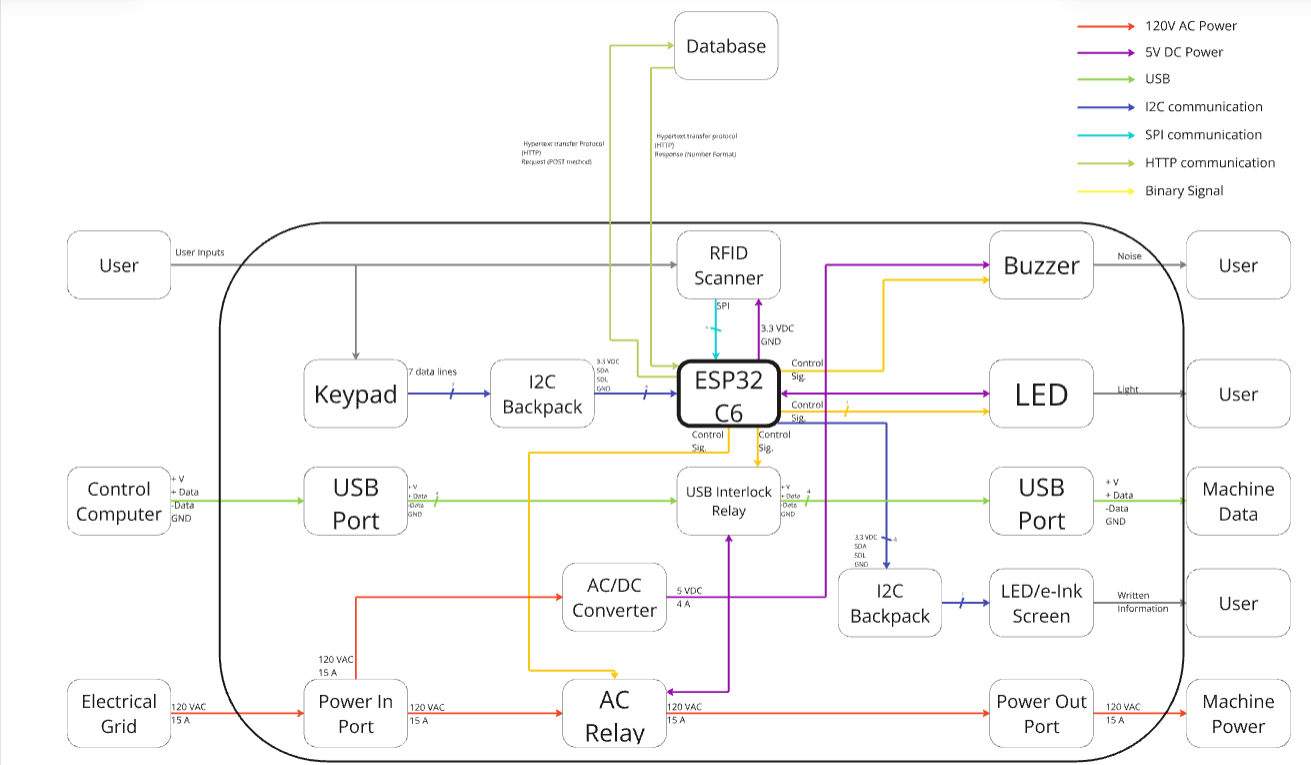 120V AC Power
5V DC Power
USB
I2C communication
SPI communication
HTTP communication
Binary Signal
Database
Hypertext transfer Protocol
(HTTP)
Request (POST method)
Hypertext transfer protocol
(HTTP)
Response (Number Format)
User
User Inputs
RFID
Scanner
Buzzer
Noise
User
SPI
3.3 VDC
GND
Keypad
7 data lines
I2C
Backpack
3.3 VDC
SDA
SDL
GND
ESP32
C6
Control
Sig.
Control
Sig.
LED
Light
User
Control
Sig.
Control
Sig.
Control
Computer
+ V
+ Data
-Data
GND
USB
Port
+ V
+ Data
-Data
GND
USB Interlock
Relay
+ V
+ Data
-Data
GND
4
USB
Port
+ V
+ Data
-Data
GND
Machine
Data
3.3 VDC
SDA
SDL
GND
4
AC/DC
Converter
5 VDC
4 A
I2C
Backpack
LED/e-Ink
Screen
Written
Information
User
120 VAC
15 A
Electrical
Grid
120 VAC
15 A
Power In
Port
120 VAC
15 A
AC
Relay
120 VAC
15 A
Power Out
Port
120 VAC
15 A
Machine
Power